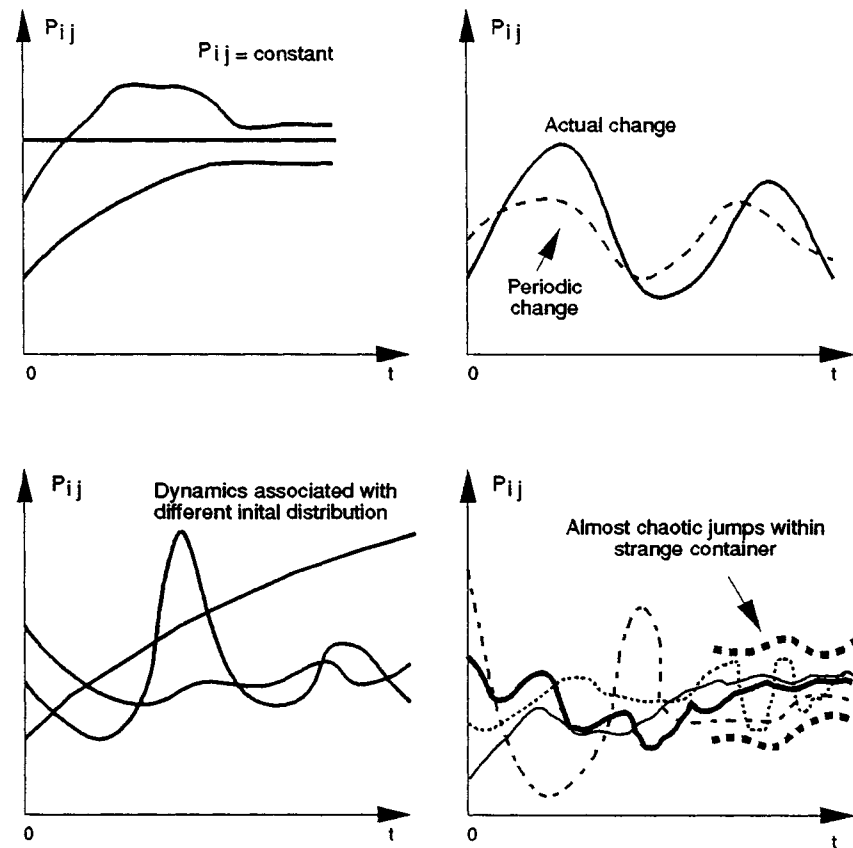 Pij
Pij = constant
0
t
Pij
Actual change
Periodic
change
0
t
Pij
Dynamics associated with
different inital distribution
0
t
Pij
Almost chaotic jumps within
strange container
0
t